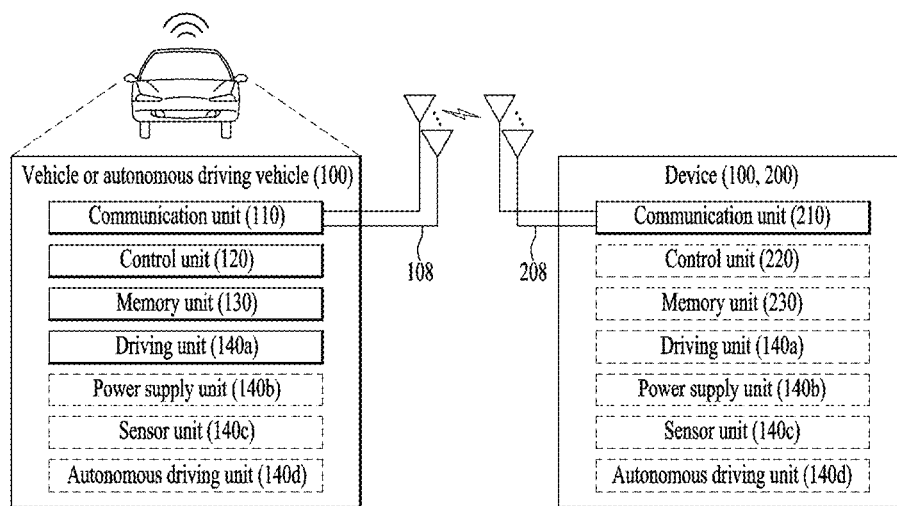 Vehicle or autonomous driving vehicle (100)
Communication unit (110)
Control unit (120)
Memory unit (130)
Driving unit (140a)
Power supply unit (140b)
Sensor unit (140c)
Autonomous driving unit (140d)
108
208
Device (100, 200)
Communication unit (210)
Control unit (220)
Memory unit (230)
Driving unit (140a)
Power supply unit (140b)
Sensor unit (140c)
Autonomous driving unit (140d)